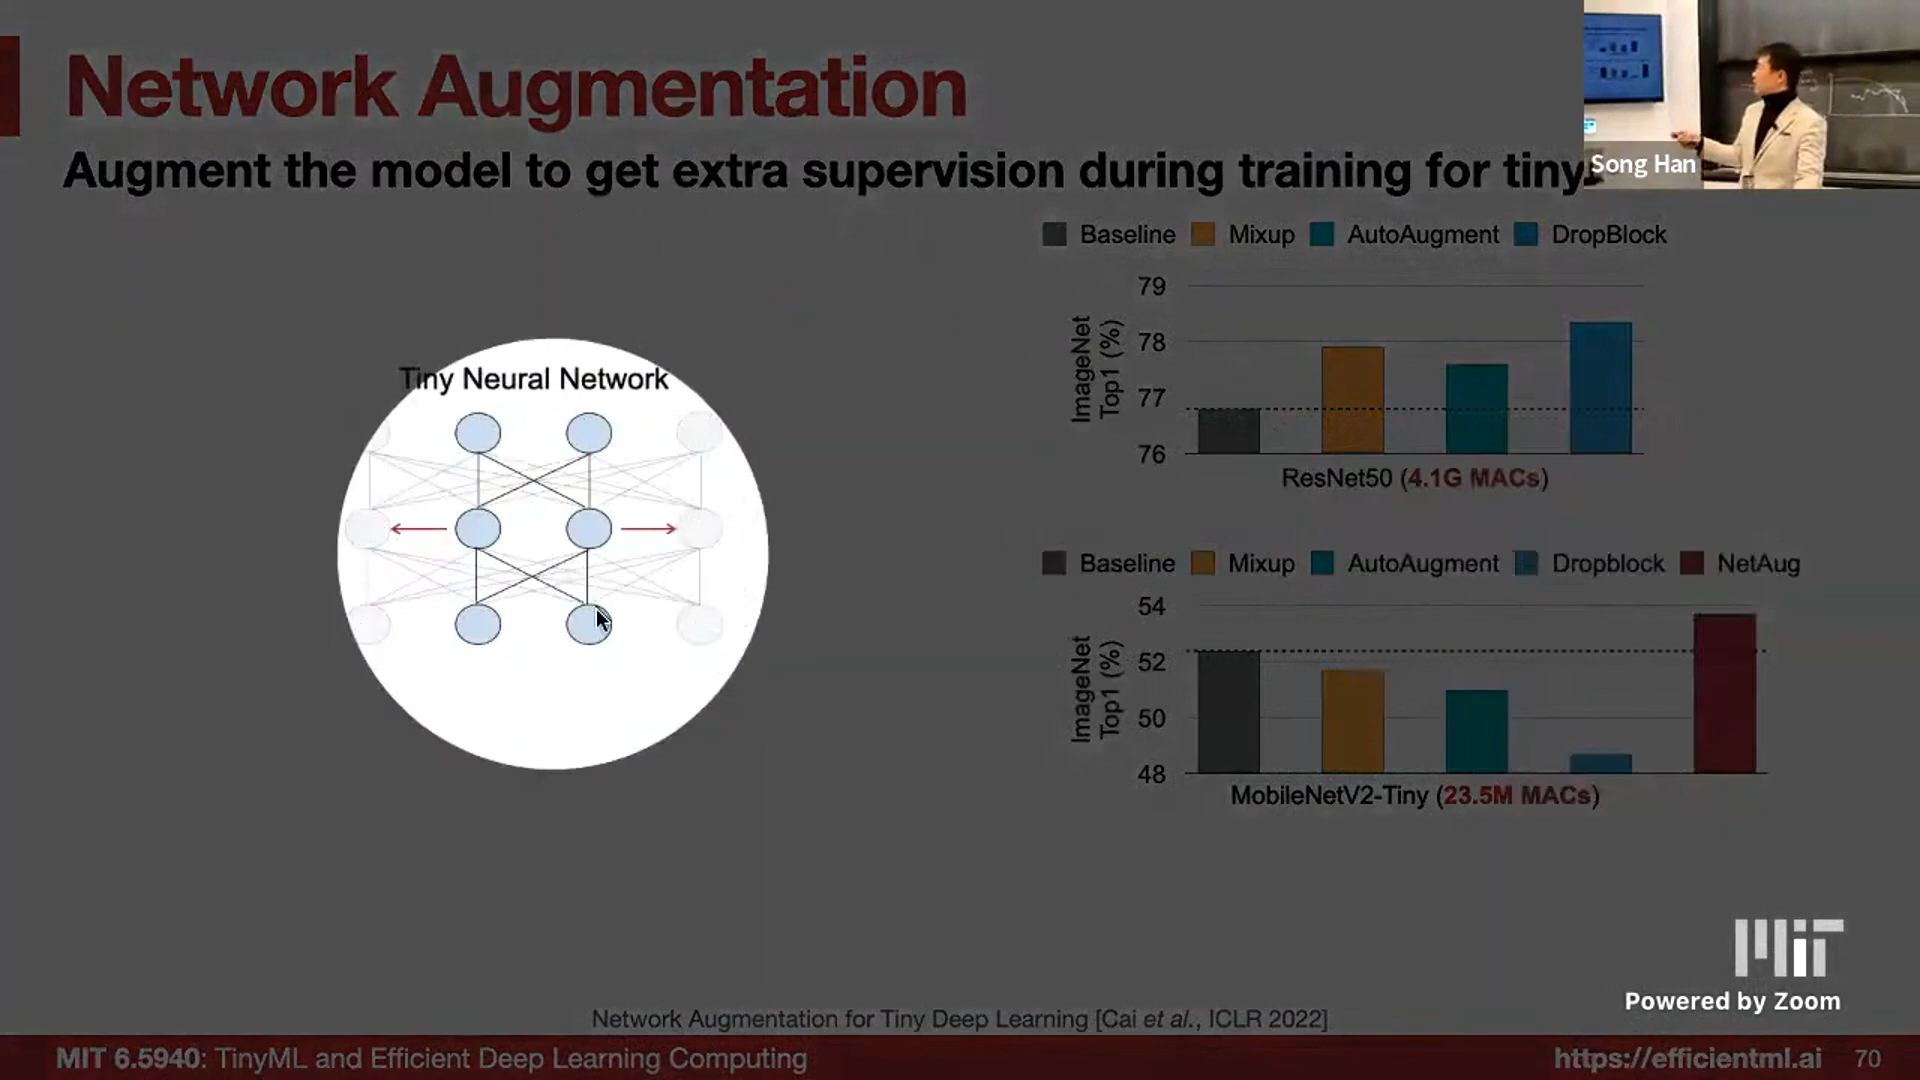 Network Augmentation
Augment the model to get extra supervision during training for tiny
Song Han
Tiny Neural Network
Baseline Mixup AutoAugment DropBlock
ImageNet
Top1 (%)
79
78
77
76
ResNet50 (4.1G MACs)
Baseline Mixup AutoAugment Dropblock NetAug
ImageNet
Top1 (%)
54
52
50
48
MobileNetV2-Tiny (23.5M MACs)
MIT
Powered by Zoom
Network Augmentation for Tiny Deep Learning [Cai et al., ICLR 2022]
MIT 6.5940: TinyML and Efficient Deep Learning Computing
https://efficientml.ai 70